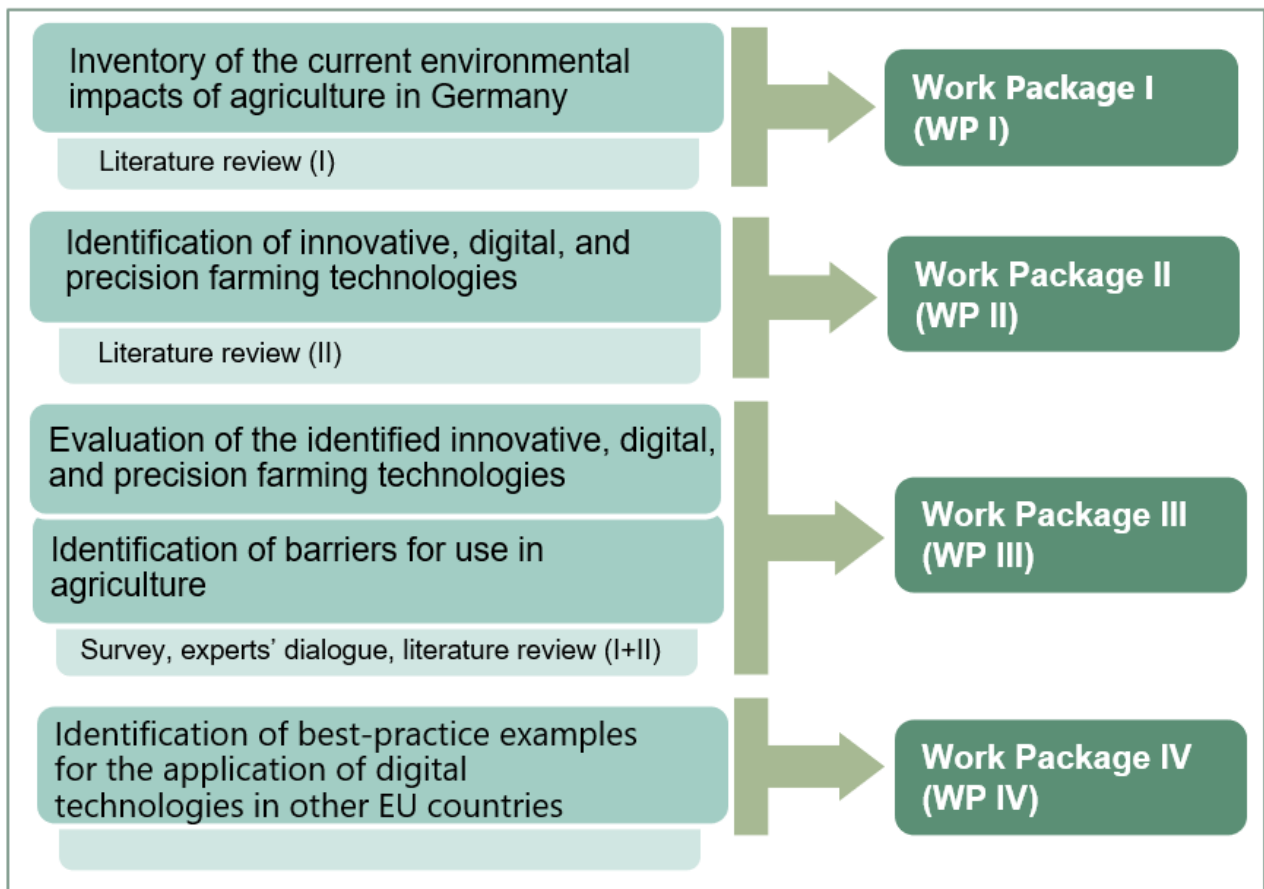 Inventory of the current environmental
impacts of agriculture in Germany
Literature review (I)
Work Package I
(WP I)
Identification of innovative, digital, and
precision farming technologies
Literature review (II)
Work Package II
(WP II)
Evaluation of the identified innovative, digital,
and precision farming technologies
Identification of barriers for use in
agriculture
Survey, experts’ dialogue, literature review (I+II)
Work Package III
(WP III)
Identification of best-practice examples
for the application of digital
technologies in other EU countries
Work Package IV
(WP IV)